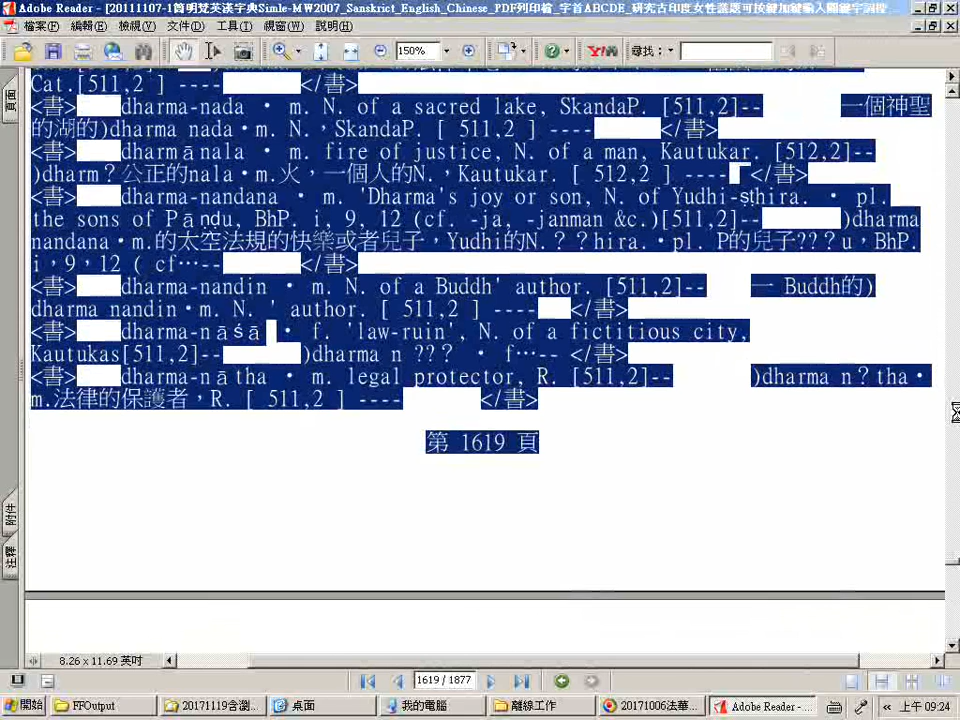 Adobe Reader - [20111107-1簡明梵英漢字典Simle-MW2007_Sanskrict_English_Chinese_PDF列印檔_字首ABCDE_研究古印度女性議題可按鍵加鍵輸入關鍵字詞搜
檔案(F) 編輯(E) 檢視(V) 文件(D) 工具(T) 視窗(W) 說明(H)
150% Y! 尋找：
頁面
Cat.[511,2 ] ---- </書>
<書> dharma-nada · m. N. of a sacred lake, SkandaP. [511,2]-- 一個神聖
的湖的)dharma nada·m. N.，SkandaP. [ 511,2 ] ---- </書>
<書> dharmānala · m. fire of justice, N. of a man, Kautukar. [512,2]--
)dharm？公正的nala·m.火，一個人的N.，Kautukar. [ 512,2 ] ---- </書>
<書> dharma-nandana · m. 'Dharma's joy or son, N. of Yudhi-ṣṭhira. · pl.
the sons of Pāṇḍu, BhP. i, 9, 12 (cf. -ja, -janman &c.)[511,2]-- )dharma
nandana·m.的太空法規的快樂或者兒子，Yudhi的N.？？hira.·pl. P的兒子???u，BhP.
i，9，12 ( cf…-- </書>
<書> dharma-nandin · m. N. of a Buddh' author. [511,2]-- 一 Buddh的)
dharma nandin·m. N. ' author. [ 511,2 ] ---- </書>
<書> dharma-nāśā · f. 'law-ruin', N. of a fictitious city,
Kautukas[511,2]-- )dharma n ??？ · f…-- </書>
<書> dharma-nātha · m. legal protector, R. [511,2]-- )dharma n？tha·
m.法律的保護者，R. [ 511,2 ] ---- </書>
第 1619 頁
附件
注釋
8.26 x 11.69 英吋
1619 / 1877
開始 FFOutput 20171119含瀏... 桌面 我的電腦 離線工作 20171006法華... Adobe Reader - ... « 上午 09:24